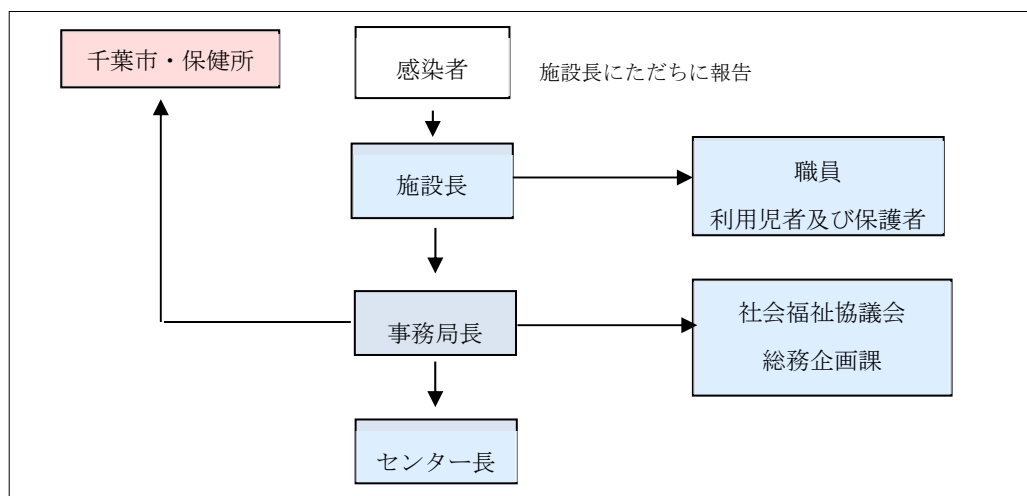 千葉市・保健所
感染者
施設長にただちに報告
施設長
職員
利用児者及び保護者
事務局長
社会福祉協議会
総務企画課
センター長